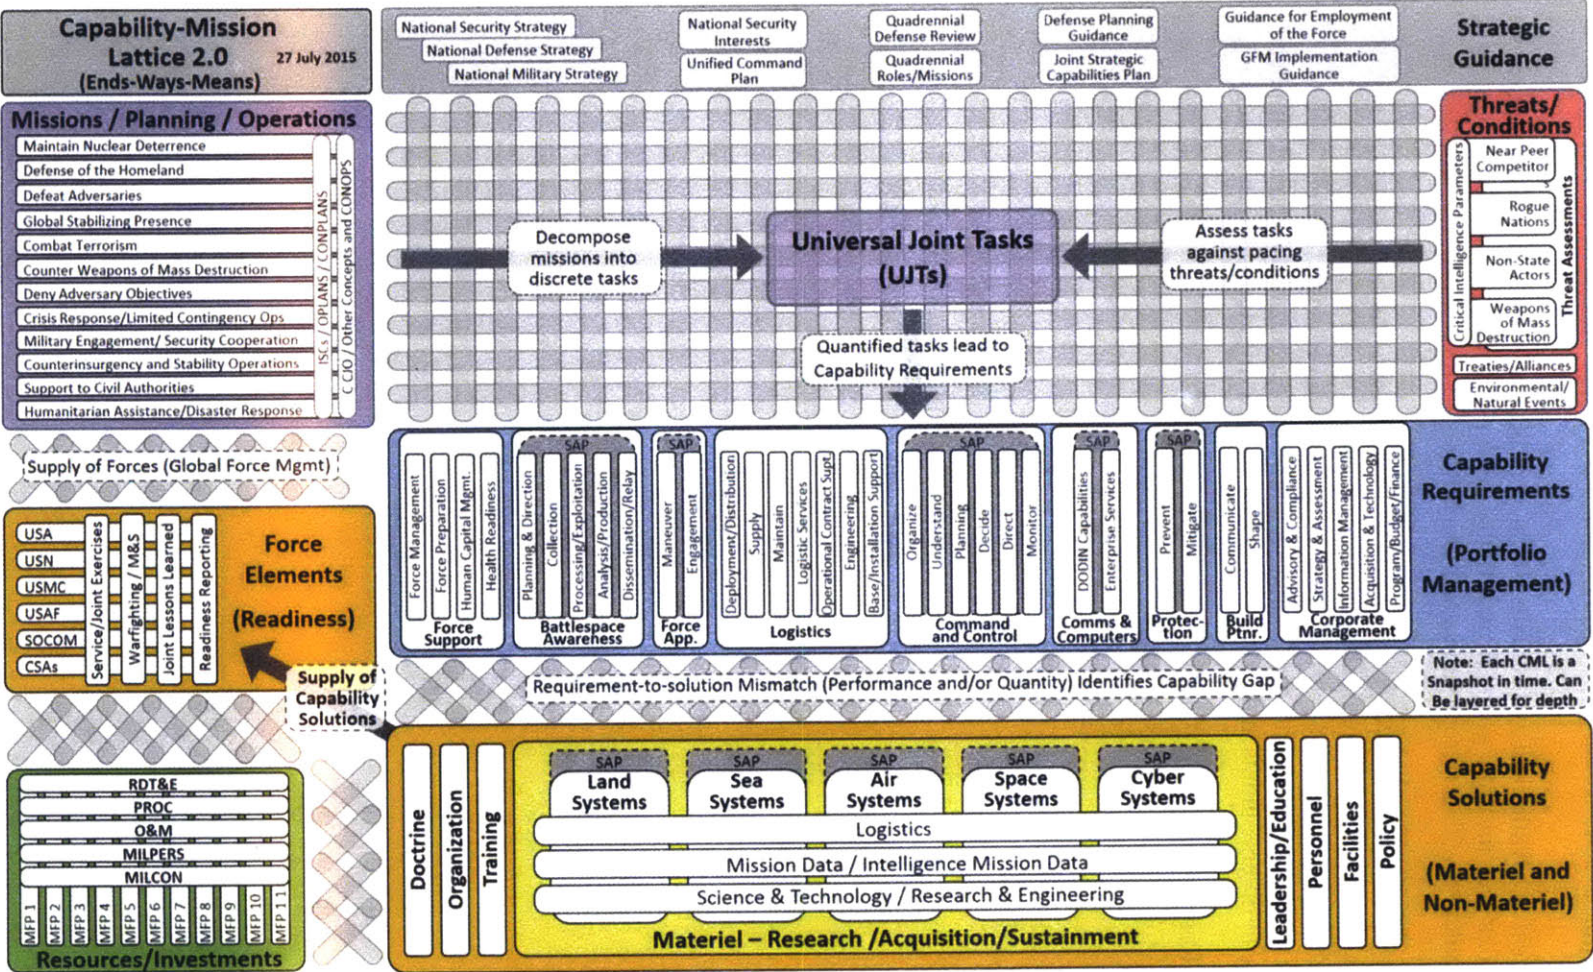 Capability-Mission
Lattice 2.0
27 July 2015
(Ends-Ways-Means)
National Security Strategy
National Defense Strategy
National Military Strategy
National Security
Interests
Unified Command
Plan
Quadrennial
Defense Review
Quadrennial
Roles/Missions
Defense Planning
Guidance
Joint Strategic
Capabilities Plan
Guidance for Employment
of the Force
GFM Implementation
Guidance
Strategic
Guidance
Missions / Planning / Operations
Maintain Nuclear Deterrence
Defense of the Homeland
Defeat Adversaries
Global Stabilizing Presence
Combat Terrorism
Counter Weapons of Mass Destruction
Deny Adversary Objectives
Crisis Response/Limited Contingency Ops
Military Engagement/ Security Cooperation
Counterinsurgency and Stability Operations
Support to Civil Authorities
Humanitarian Assistance/Disaster Response
ISCs / OPLANS / CONPLANS
CCJO / Other Concepts and CONOPS
Decompose
missions into
discrete tasks
Universal Joint Tasks
(UJTs)
Assess tasks
against pacing
threats/conditions
Quantified tasks lead to
Capability Requirements
Threats/
Conditions
Critical Intelligence Parameters
Near Peer
Competitor
Rogue
Nations
Non-State
Actors
Weapons
of Mass
Destruction
Threat Assessments
Treaties/Alliances
Environmental/
Natural Events
Supply of Forces (Global Force Mgmt)
USA
USN
USMC
USAF
SOCOM
CSAs
Service/Joint Exercises
Warfighting / M&S
Joint Lessons Learned
Readiness Reporting
Force
Elements
(Readiness)
Force Management
Force Preparation
Human Capital Mgmt.
Health Readiness
Force
Support
SAP
Planning & Direction
Collection
Processing/Exploitation
Analysis/Production
Dissemination/Relay
Battlespace
Awareness
SAP
Maneuver
Engagement
Force
App.
Deployment/Distribution
Supply
Maintain
Logistic Services
Operational Contract Supt.
Engineering
Base/Installation Support
Logistics
SAP
Organize
Understand
Planning
Decide
Direct
Monitor
Command
and Control
SAP
DODIN Capabilities
Enterprise Services
Comms &
Computers
SAP
Prevent
Mitigate
Protec-
tion
Communicate
Shape
Build
Ptnr.
Advisory & Compliance
Strategy & Assessment
Information Management
Acquisition & Technology
Program/Budget/Finance
Corporate
Management
Capability
Requirements
(Portfolio
Management)
Supply of
Capability
Solutions
Requirement-to-solution Mismatch (Performance and/or Quantity) Identifies Capability Gap
Note: Each CML is a
Snapshot in time. Can
Be layered for depth
RDT&E
PROC
O&M
MILPERS
MILCON
MFP 1
MFP 2
MFP 3
MFP 4
MFP 5
MFP 6
MFP 7
MFP 8
MFP 9
MFP 10
MFP 11
Resources/Investments
Doctrine
Organization
Training
SAP
Land
Systems
SAP
Sea
Systems
SAP
Air
Systems
SAP
Space
Systems
SAP
Cyber
Systems
Logistics
Mission Data / Intelligence Mission Data
Science & Technology / Research & Engineering
Materiel – Research /Acquisition/Sustainment
Leadership/Education
Personnel
Facilities
Policy
Capability
Solutions
(Materiel and
Non-Materiel)